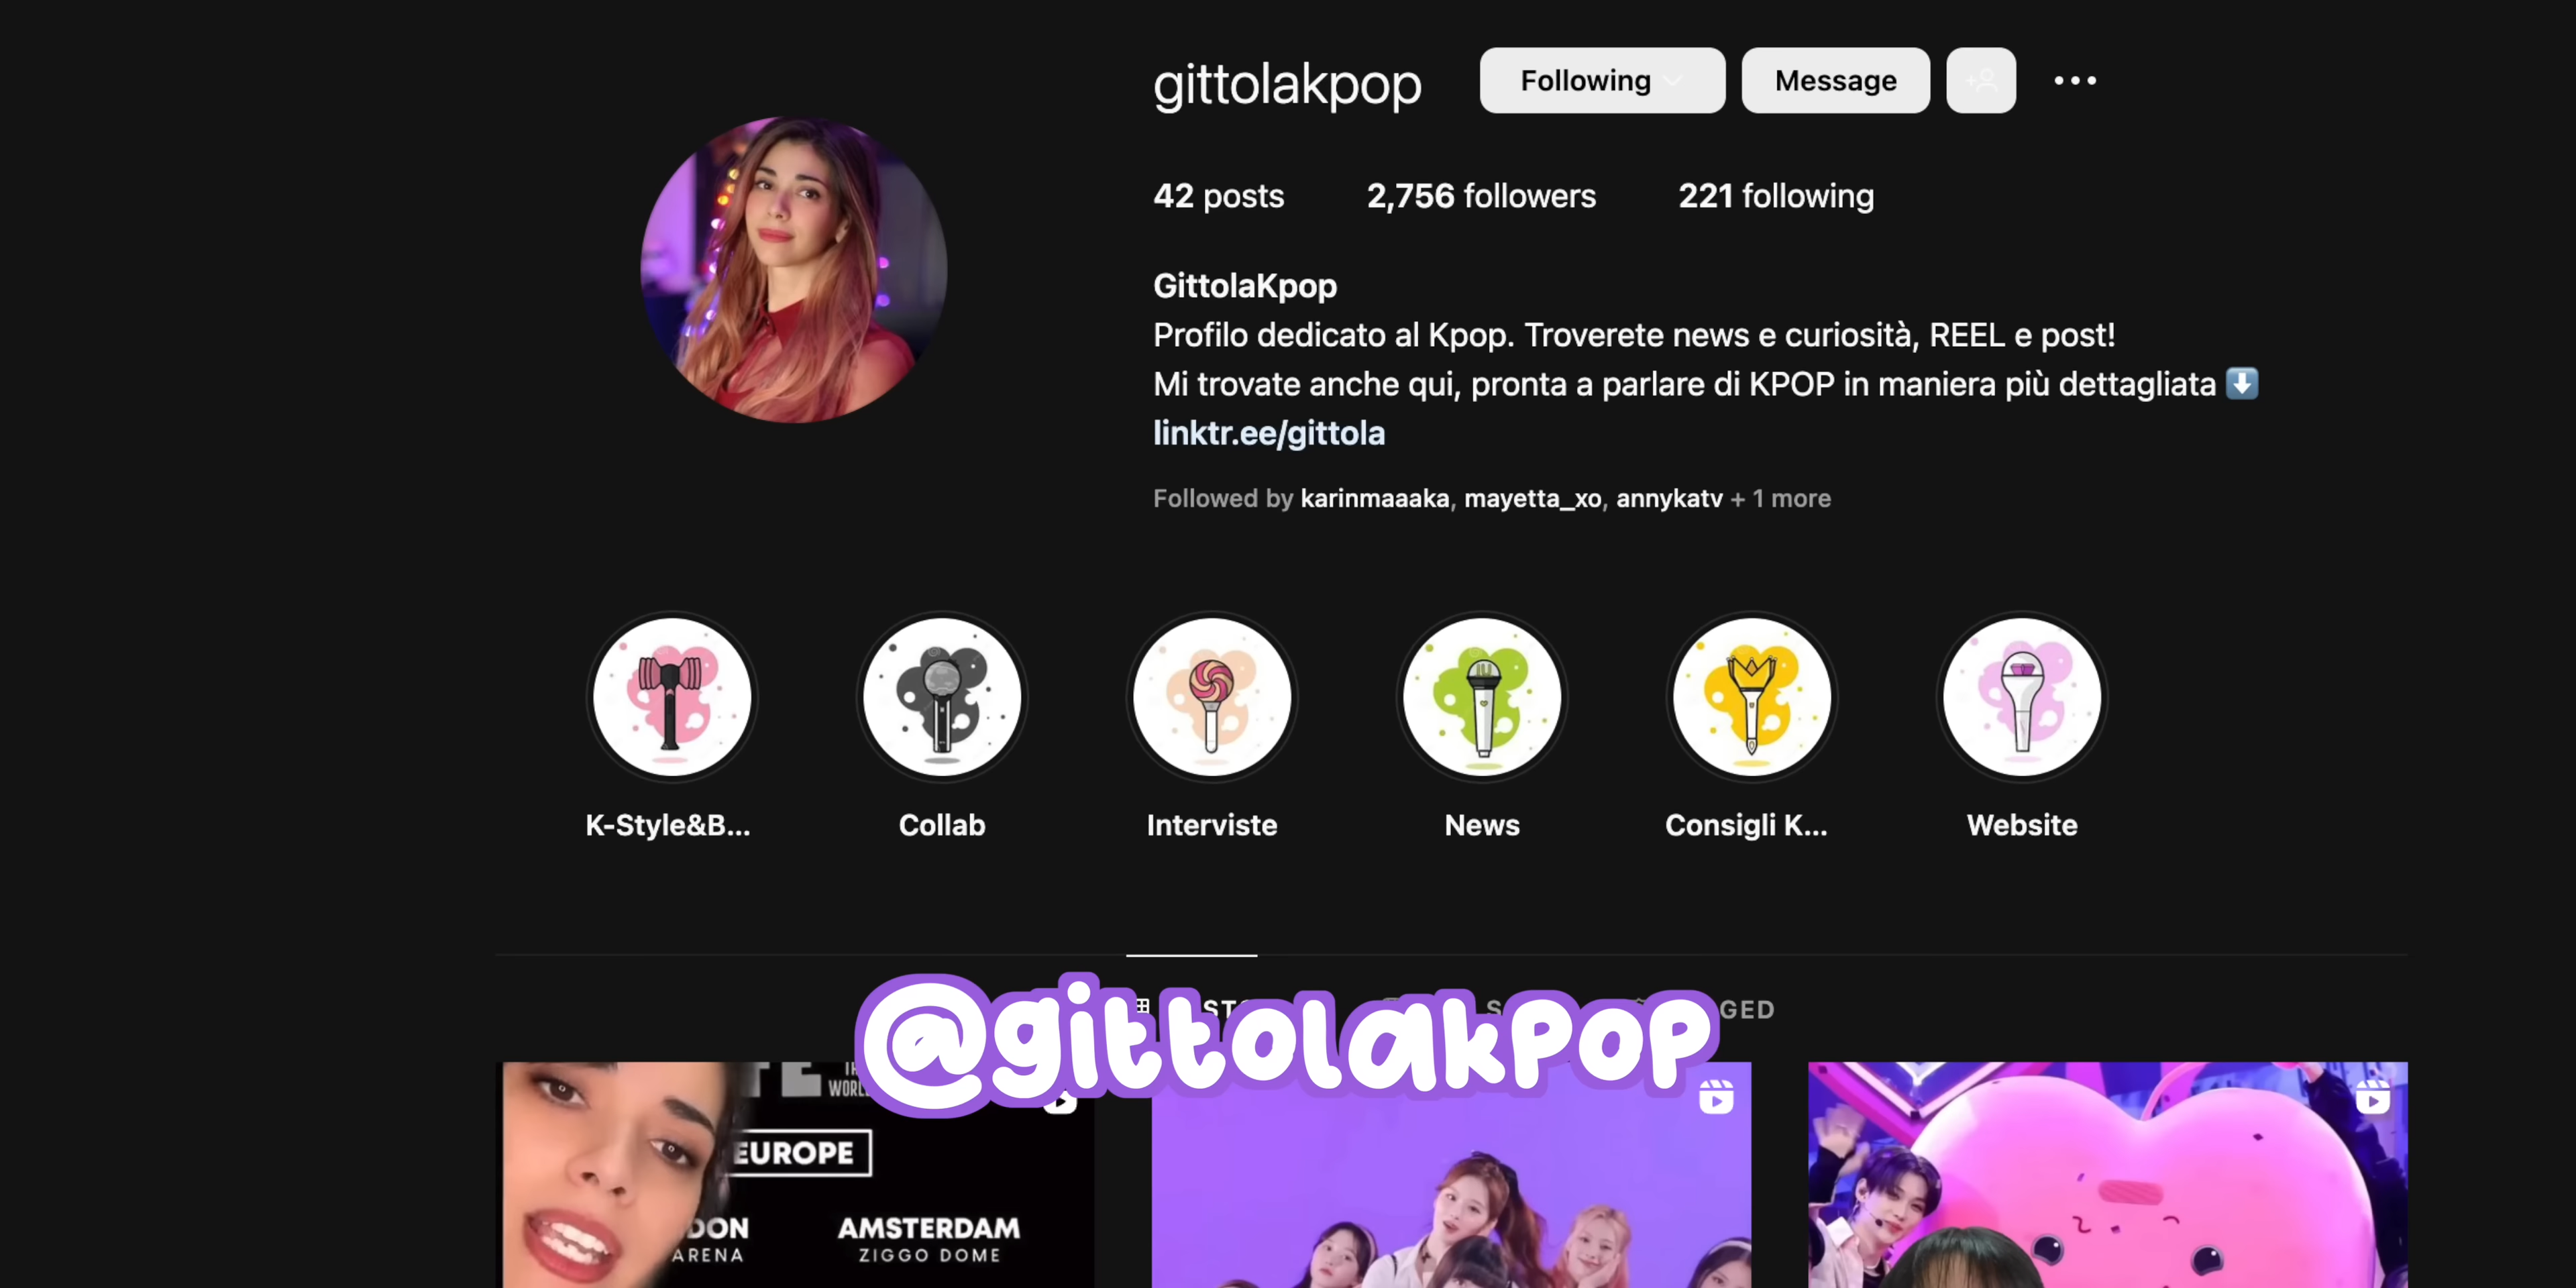 gittolakpop Following Message
42 posts 2,756 followers 221 following
GittolaKpop
Profilo dedicato al Kpop. Troverete news e curiosità, REEL e post!
Mi trovate anche qui, pronta a parlare di KPOP in maniera più dettagliata ⬇️
linktr.ee/gittola
Followed by karinmaaaka, mayetta_xo, annykatv + 1 more
K-Style&B... Collab Interviste News Consigli K... Website
@gittolakpop
EUROPE
AMSTERDAM
ARENA ZIGGO DOME